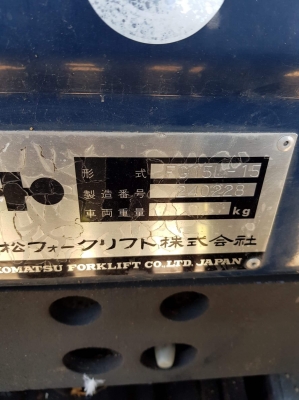 形式 FG15L-15
製造番号
車両重量 kg
松フォークリフト株式会社
KOMATSU FORKLIFT CO., LTD. JAPAN